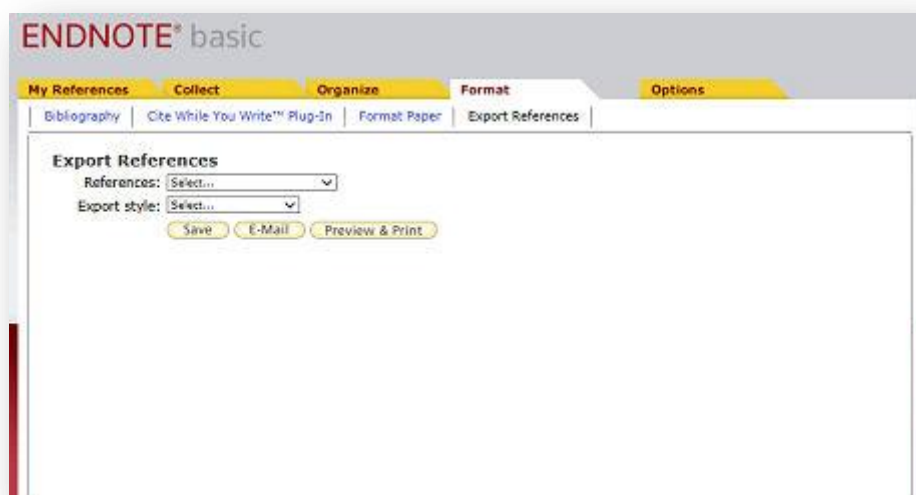 ENDNOTE® basic
My References Collect Organize Format Options
Bibliography Cite While You Write™ Plug-In Format Paper Export References
Export References
References: Select...
Export style: Select...
Save E-Mail Preview & Print